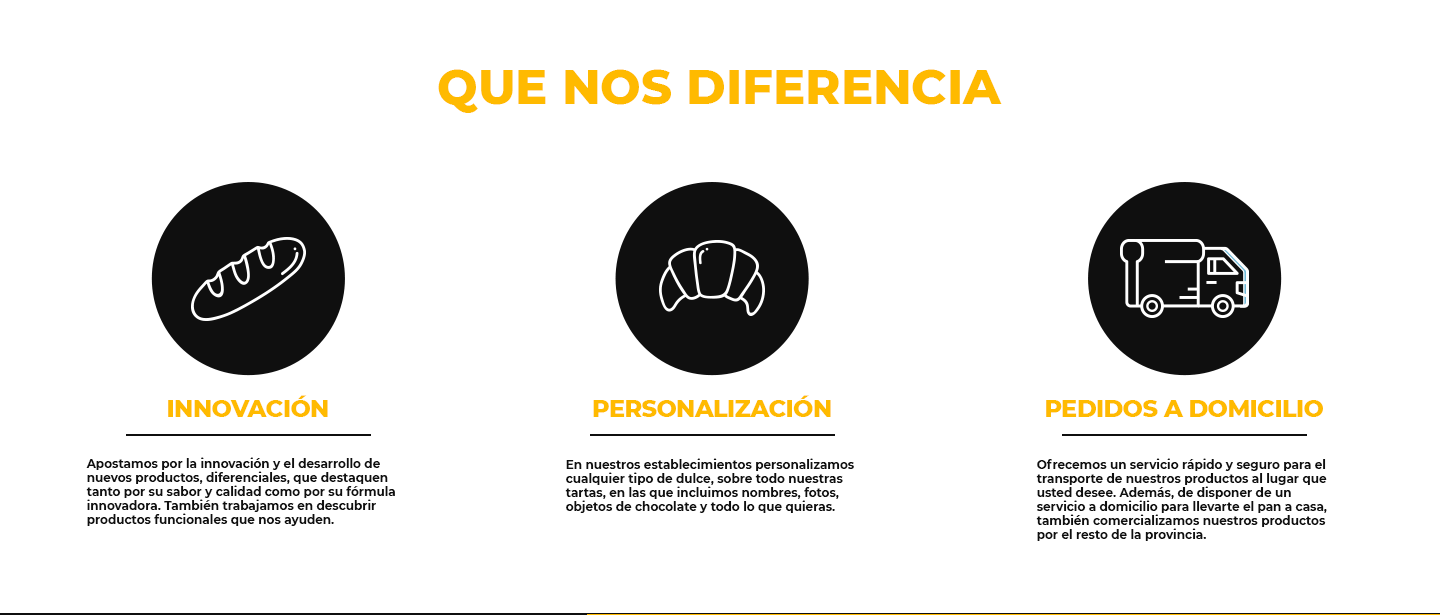 QUE NOS DIFERENCIA
INNOVACIÓN
Apostamos por la innovación y el desarrollo de
nuevos productos, diferenciales, que destaquen
tanto por su sabor y calidad como por su fórmula
innovadora. También trabajamos en descubrir
productos funcionales que nos ayuden.
PERSONALIZACIÓN
En nuestros establecimientos personalizamos
cualquier tipo de dulce, sobre todo nuestras
tartas, en las que incluimos nombres, fotos,
objetos de chocolate y todo lo que quieras.
PEDIDOS A DOMICILIO
Ofrecemos un servicio rápido y seguro para el
transporte de nuestros productos al lugar que
usted desee. Además, de disponer de un
servicio a domicilio para llevarte el pan a casa,
también comercializamos nuestros productos
por el resto de la provincia.